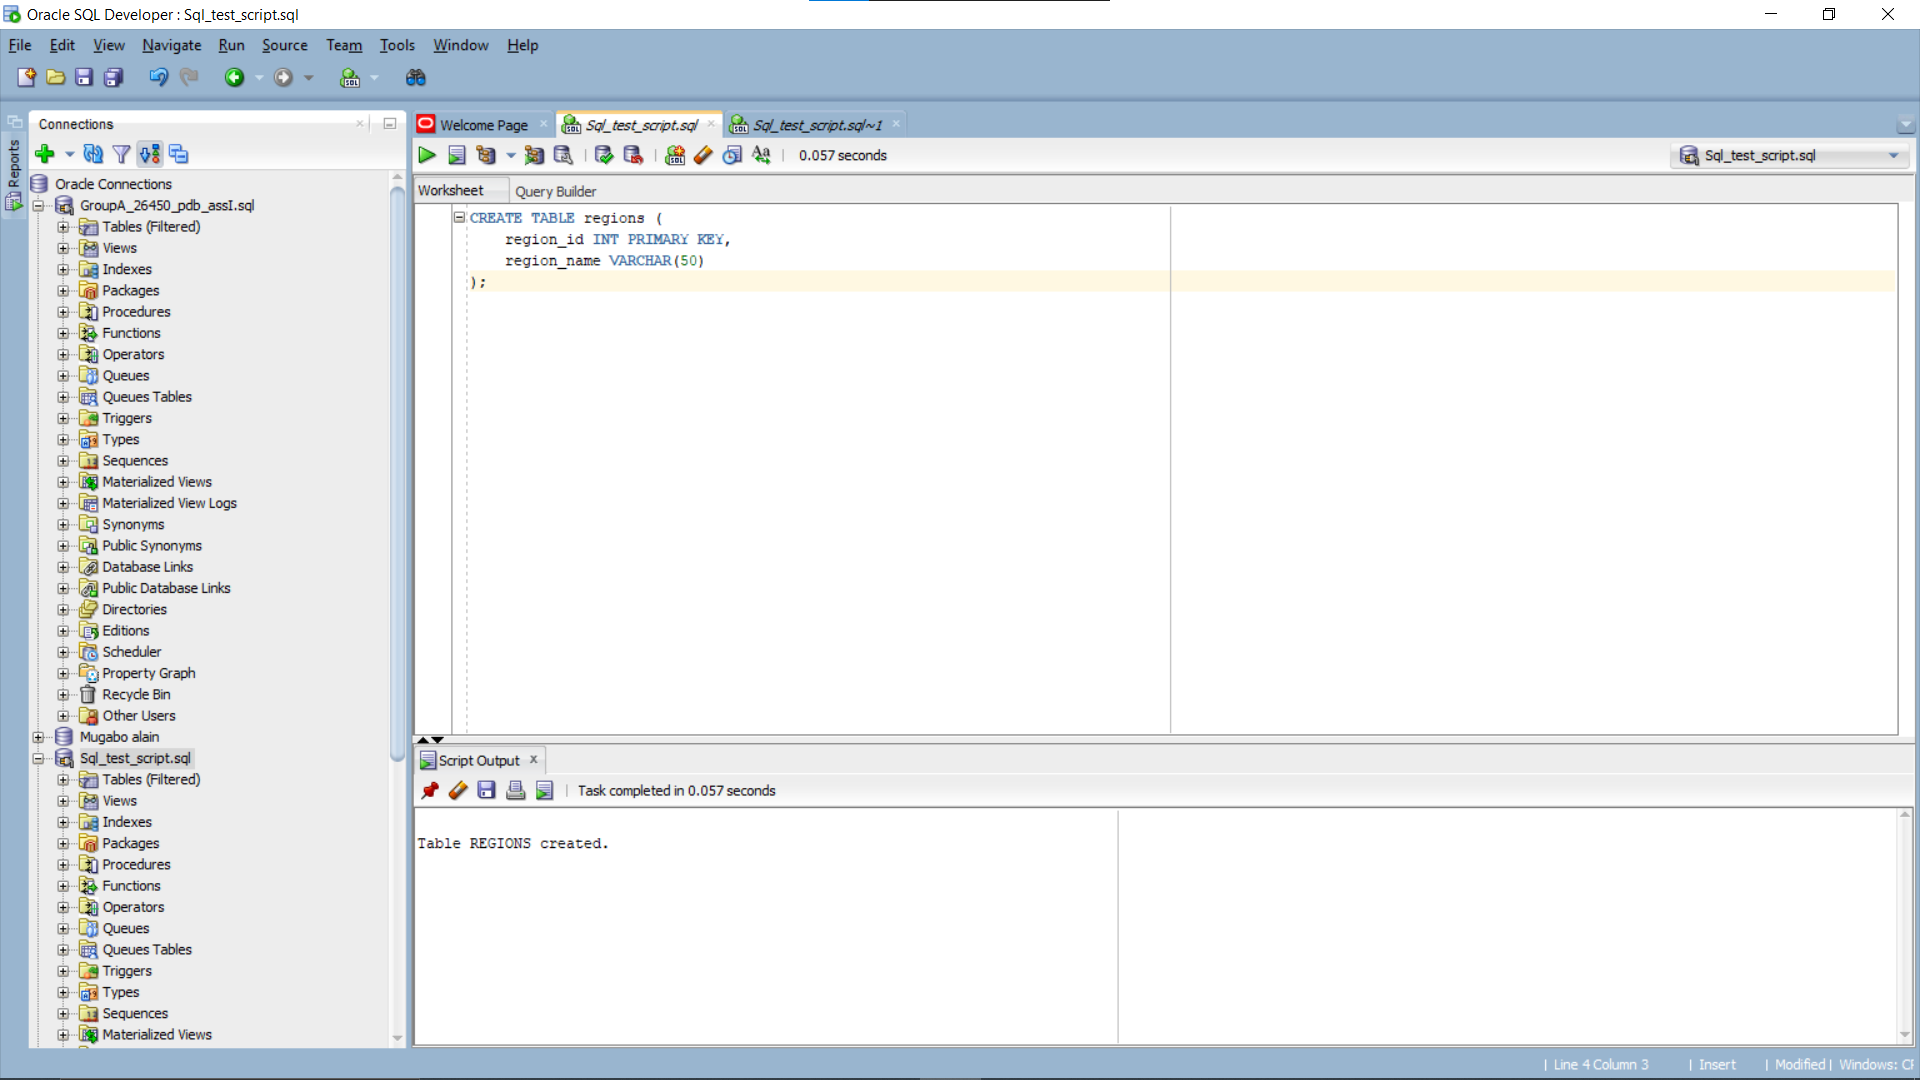 Oracle SQL Developer : Sql_test_script.sql
File Edit View Navigate Run Source Team Tools Window Help
Reports
Connections
Oracle Connections
GroupA_26450_pdb_assI.sql
Tables (Filtered)
Views
Indexes
Packages
Procedures
Functions
Operators
Queues
Queues Tables
Triggers
Types
Sequences
Materialized Views
Materialized View Logs
Synonyms
Public Synonyms
Database Links
Public Database Links
Directories
Editions
Scheduler
Property Graph
Recycle Bin
Other Users
Mugabo alain
Sql_test_script.sql
Tables (Filtered)
Views
Indexes
Packages
Procedures
Functions
Operators
Queues
Queues Tables
Triggers
Types
Sequences
Materialized Views
Welcome Page Sql_test_script.sql Sql_test_script.sql~1
0.057 seconds Sql_test_script.sql
Worksheet Query Builder
CREATE TABLE regions (
region_id INT PRIMARY KEY,
region_name VARCHAR(50)
);
Script Output
Task completed in 0.057 seconds
Table REGIONS created.
Line 4 Column 3 | Insert | Modified | Windows: